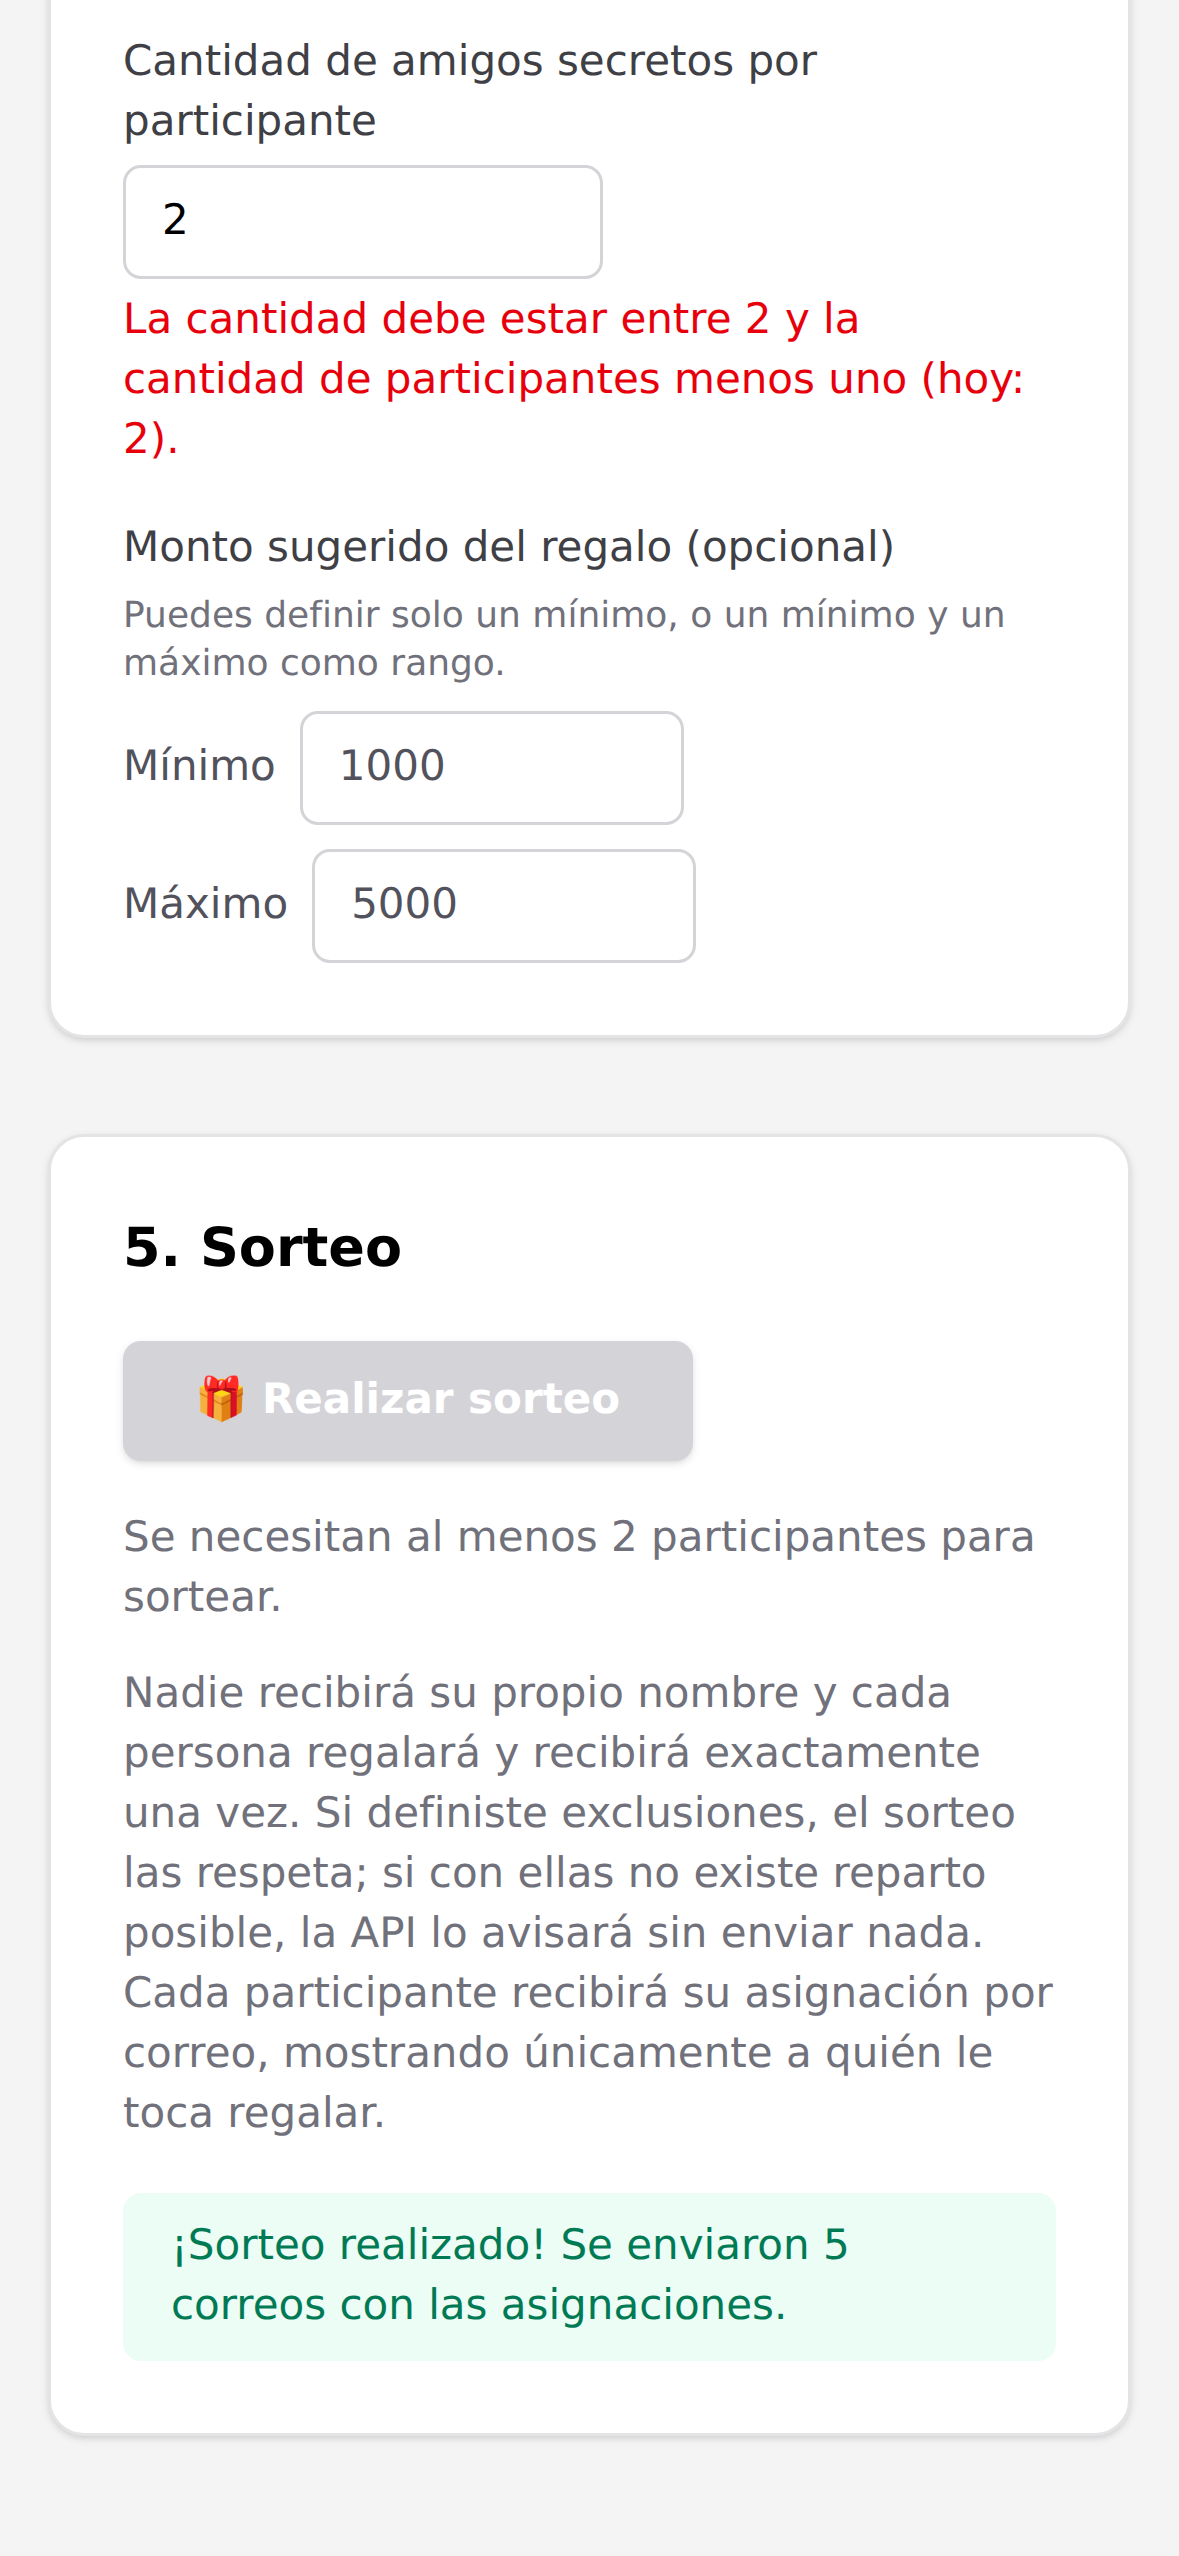 Cantidad de amigos secretos por
participante
2
La cantidad debe estar entre 2 y la
cantidad de participantes menos uno (hoy:
2).
Monto sugerido del regalo (opcional)
Puedes definir solo un mínimo, o un mínimo y un
máximo como rango.
Mínimo 1000
Máximo 5000
5. Sorteo
🎁 Realizar sorteo
Se necesitan al menos 2 participantes para
sortear.
Nadie recibirá su propio nombre y cada
persona regalará y recibirá exactamente
una vez. Si definiste exclusiones, el sorteo
las respeta; si con ellas no existe reparto
posible, la API lo avisará sin enviar nada.
Cada participante recibirá su asignación por
correo, mostrando únicamente a quién le
toca regalar.
¡Sorteo realizado! Se enviaron 5
correos con las asignaciones.